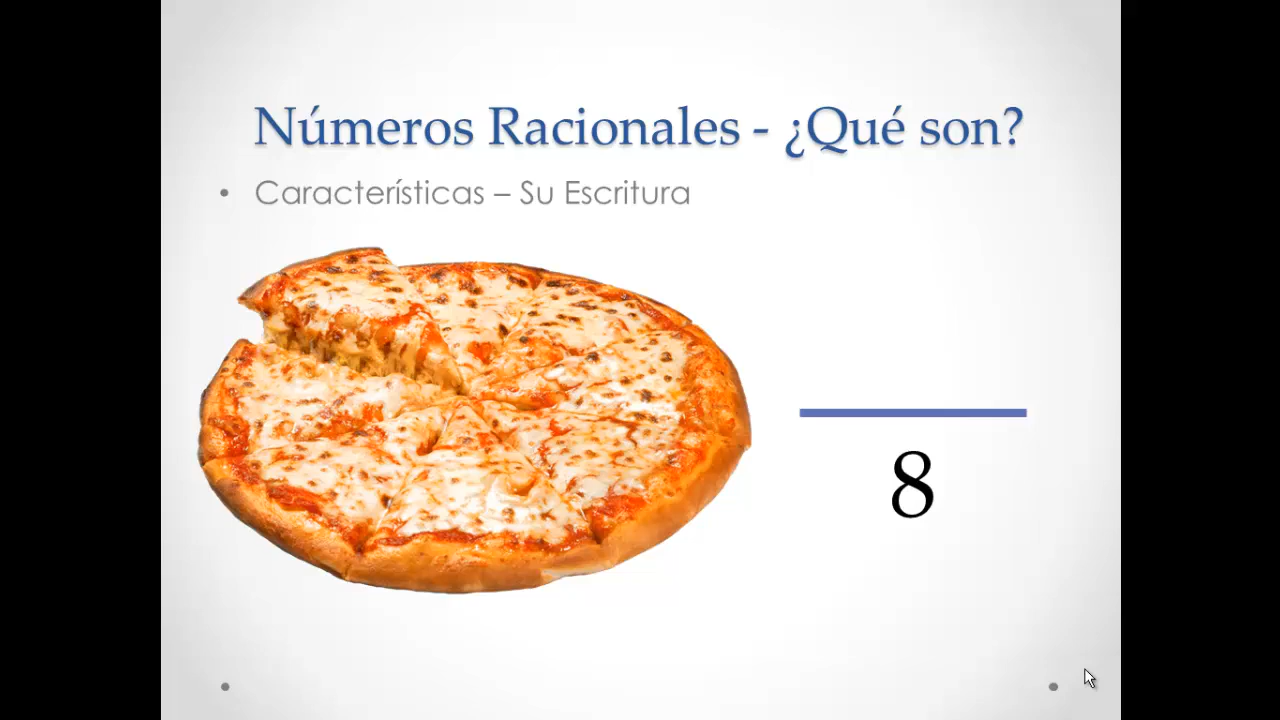 Números Racionales - ¿Qué son?
• Características – Su Escritura
8